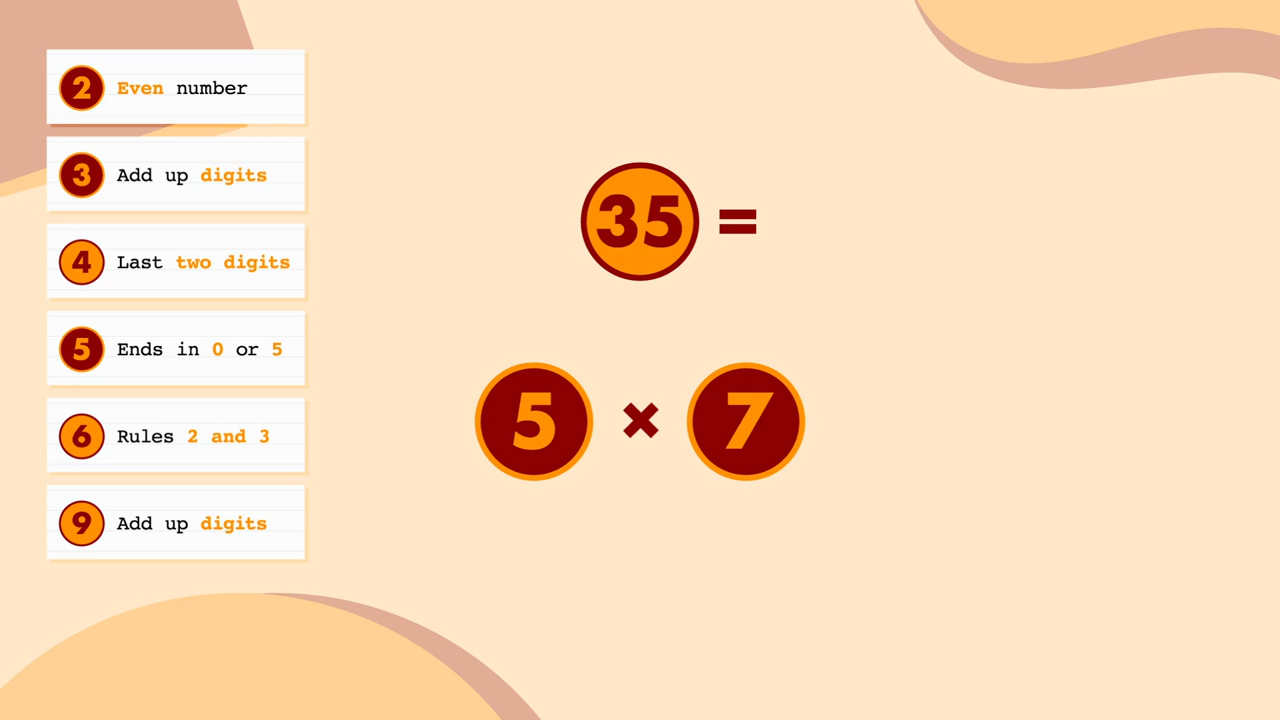 2 Even number
3 Add up digits
4 Last two digits
5 Ends in 0 or 5
6 Rules 2 and 3
9 Add up digits
35 =
5 × 7